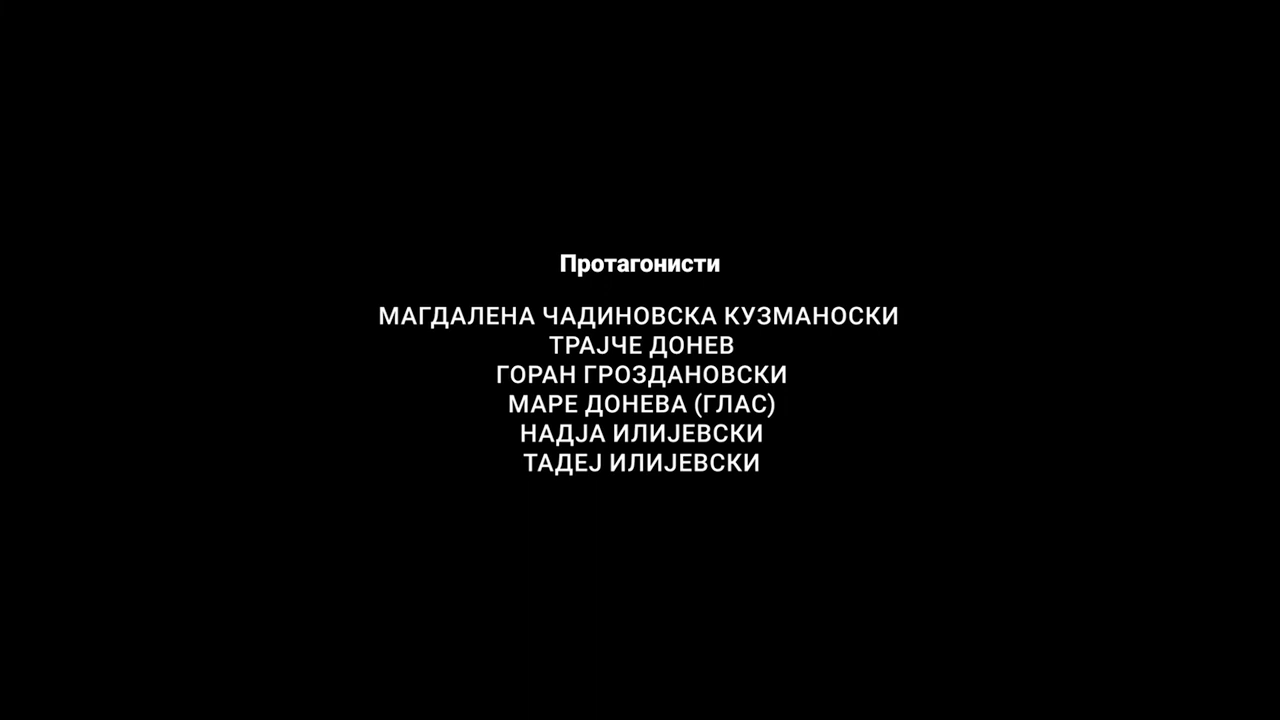 Протагонисти
МАГДАЛЕНА ЧАДИНОВСКА КУЗМАНОСКИ
ТРАЈЧЕ ДОНЕВ
ГОРАН ГРОЗДАНОВСКИ
МАРЕ ДОНЕВА (ГЛАС)
НАДЈА ИЛИЈЕВСКИ
ТАДЕЈ ИЛИЈЕВСКИ